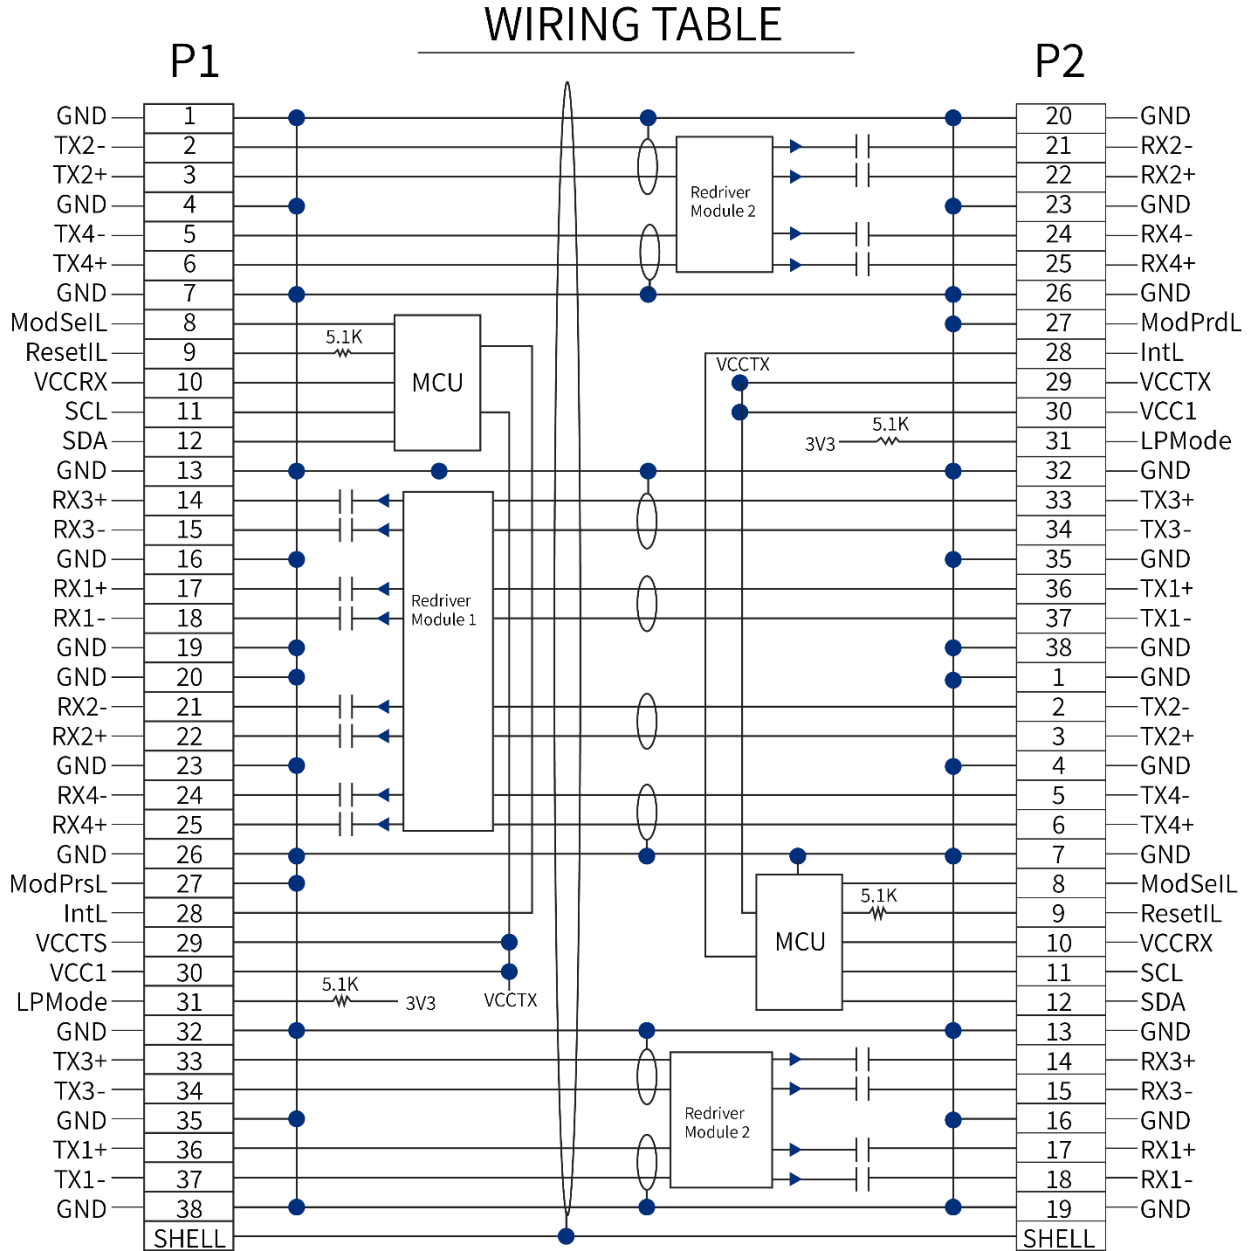 WIRING TABLE
P1 P2
GND 1 20 GND
TX2- 2 21 RX2-
TX2+ 3 22 RX2+
Redriver
Module 2
GND 4 23 GND
TX4- 5 24 RX4-
TX4+ 6 25 RX4+
GND 7 26 GND
ModSelL 8 27 ModPrdL
5.1K
ResetlL 9 28 IntL
VCCTX
VCCRX 10 MCU 29 VCCTX
SCL 11 30 VCC1
5.1K
SDA 12 3V3 31 LPMode
GND 13 32 GND
RX3+ 14 33 TX3+
RX3- 15 34 TX3-
GND 16 35 GND
RX1+ 17 36 TX1+
Redriver
Module 1
RX1- 18 37 TX1-
GND 19 38 GND
GND 20 1 GND
RX2- 21 2 TX2-
RX2+ 22 3 TX2+
GND 23 4 GND
RX4- 24 5 TX4-
RX4+ 25 6 TX4+
GND 26 7 GND
ModPrsL 27 8 ModSelL
5.1K
IntL 28 9 ResetlL
VCCTS 29 MCU 10 VCCRX
VCC1 30 11 SCL
5.1K
LPMode 31 3V3 VCCTX 12 SDA
GND 32 13 GND
TX3+ 33 14 RX3+
TX3- 34 15 RX3-
Redriver
Module 2
GND 35 16 GND
TX1+ 36 17 RX1+
TX1- 37 18 RX1-
GND 38 19 GND
SHELL SHELL